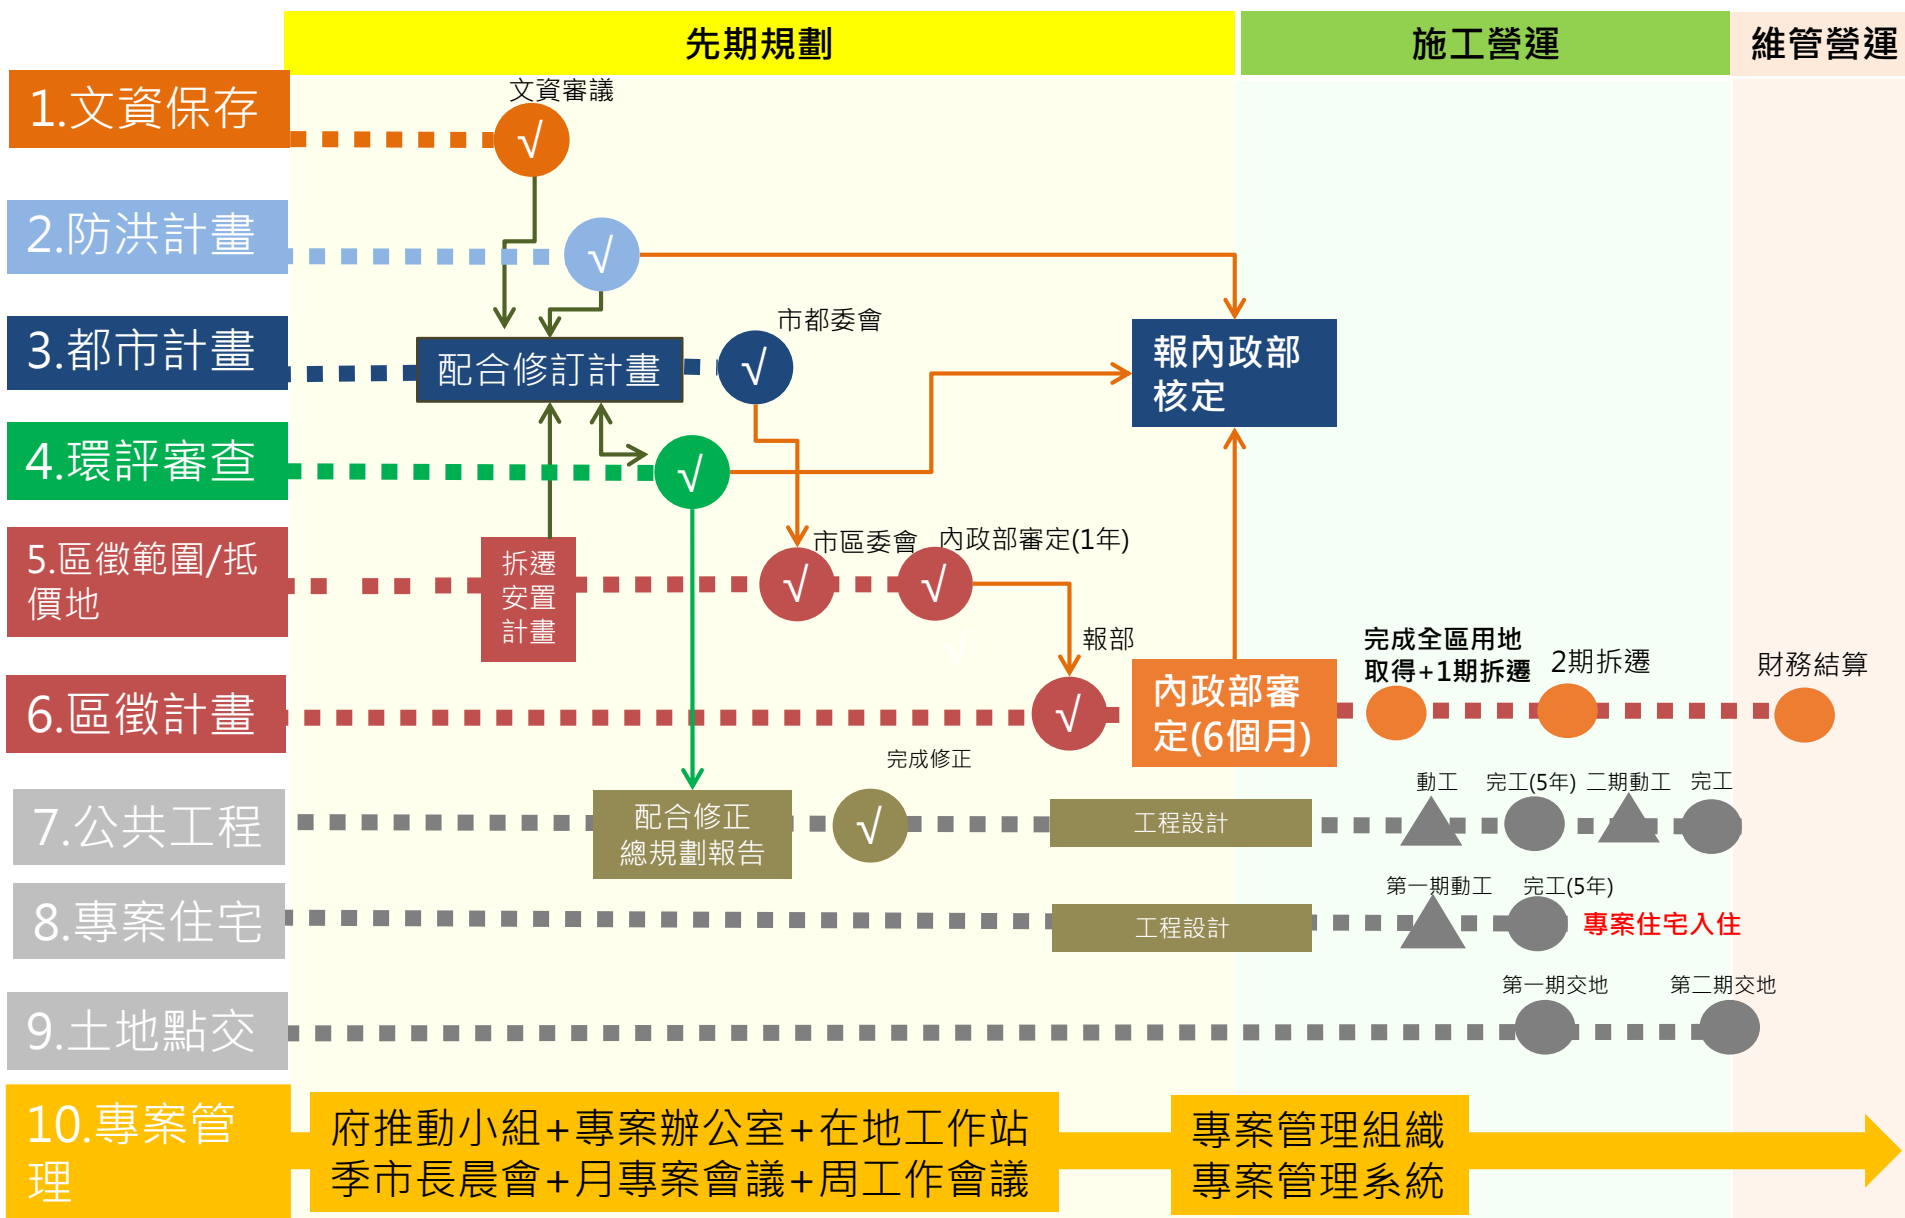 先期規劃
施工營運
維管營運
1.文資保存
文資審議
√
2.防洪計畫
√
3.都市計畫
配合修訂計畫
市都委會
√
報內政部
核定
4.環評審查
√
5.區徵範圍/抵
價地
拆遷
安置
計畫
市區委會
√
內政部審定(1年)
√
6.區徵計畫
報部
√
內政部審
定(6個月)
完成全區用地
取得+1期拆遷
2期拆遷
財務結算
7.公共工程
配合修正
總規劃報告
完成修正
√
工程設計
動工
完工(5年)
二期動工
完工
8.專案住宅
工程設計
第一期動工
完工(5年)
專案住宅入住
9.土地點交
第一期交地
第二期交地
10.專案管
理
府推動小組+專案辦公室+在地工作站
季市長晨會+月專案會議+周工作會議
專案管理組織
專案管理系統